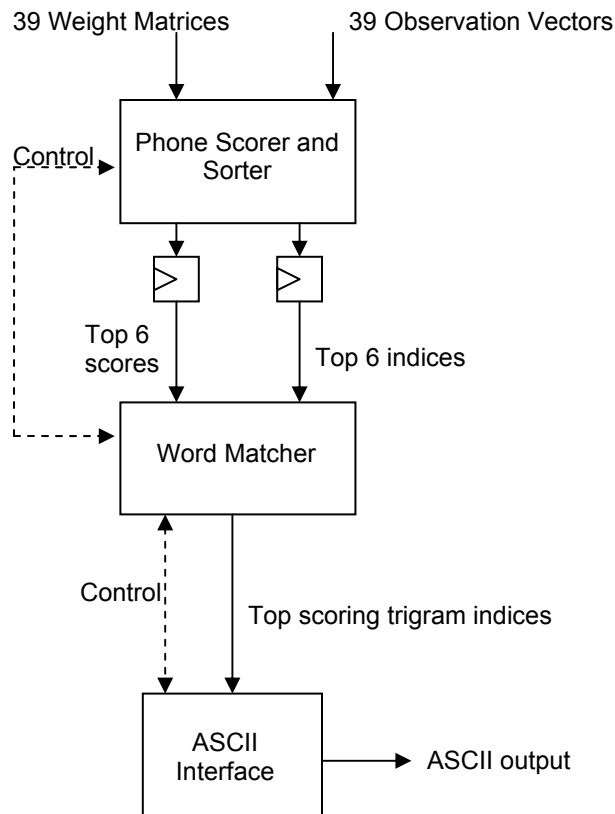 39 Weight Matrices
39 Observation Vectors
Phone Scorer and
Sorter
Control
Top 6
scores
Top 6 indices
Word Matcher
Control
Top scoring trigram indices
ASCII
Interface
ASCII output